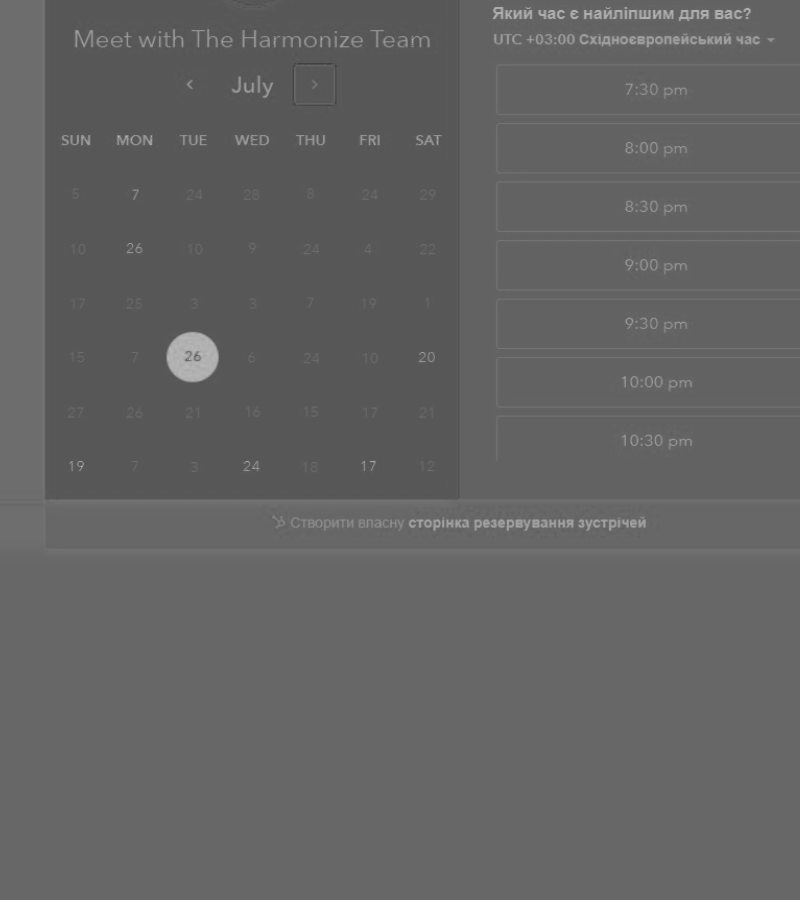 Meet with The Harmonize Team
July
SUN MON TUE WED THU FRI SAT
5 7 24 28 8 24 29
10 26 10 9 24 4 22
17 25 3 3 7 19 1
15 7 26 6 24 10 20
27 26 21 16 15 17 21
19 7 3 24 18 17 12
Який час є найліпшим для вас?
UTC +03:00 Східноєвропейський час
7:30 pm
8:00 pm
8:30 pm
9:00 pm
9:30 pm
10:00 pm
10:30 pm
Створити власну сторінка резервування зустрічей